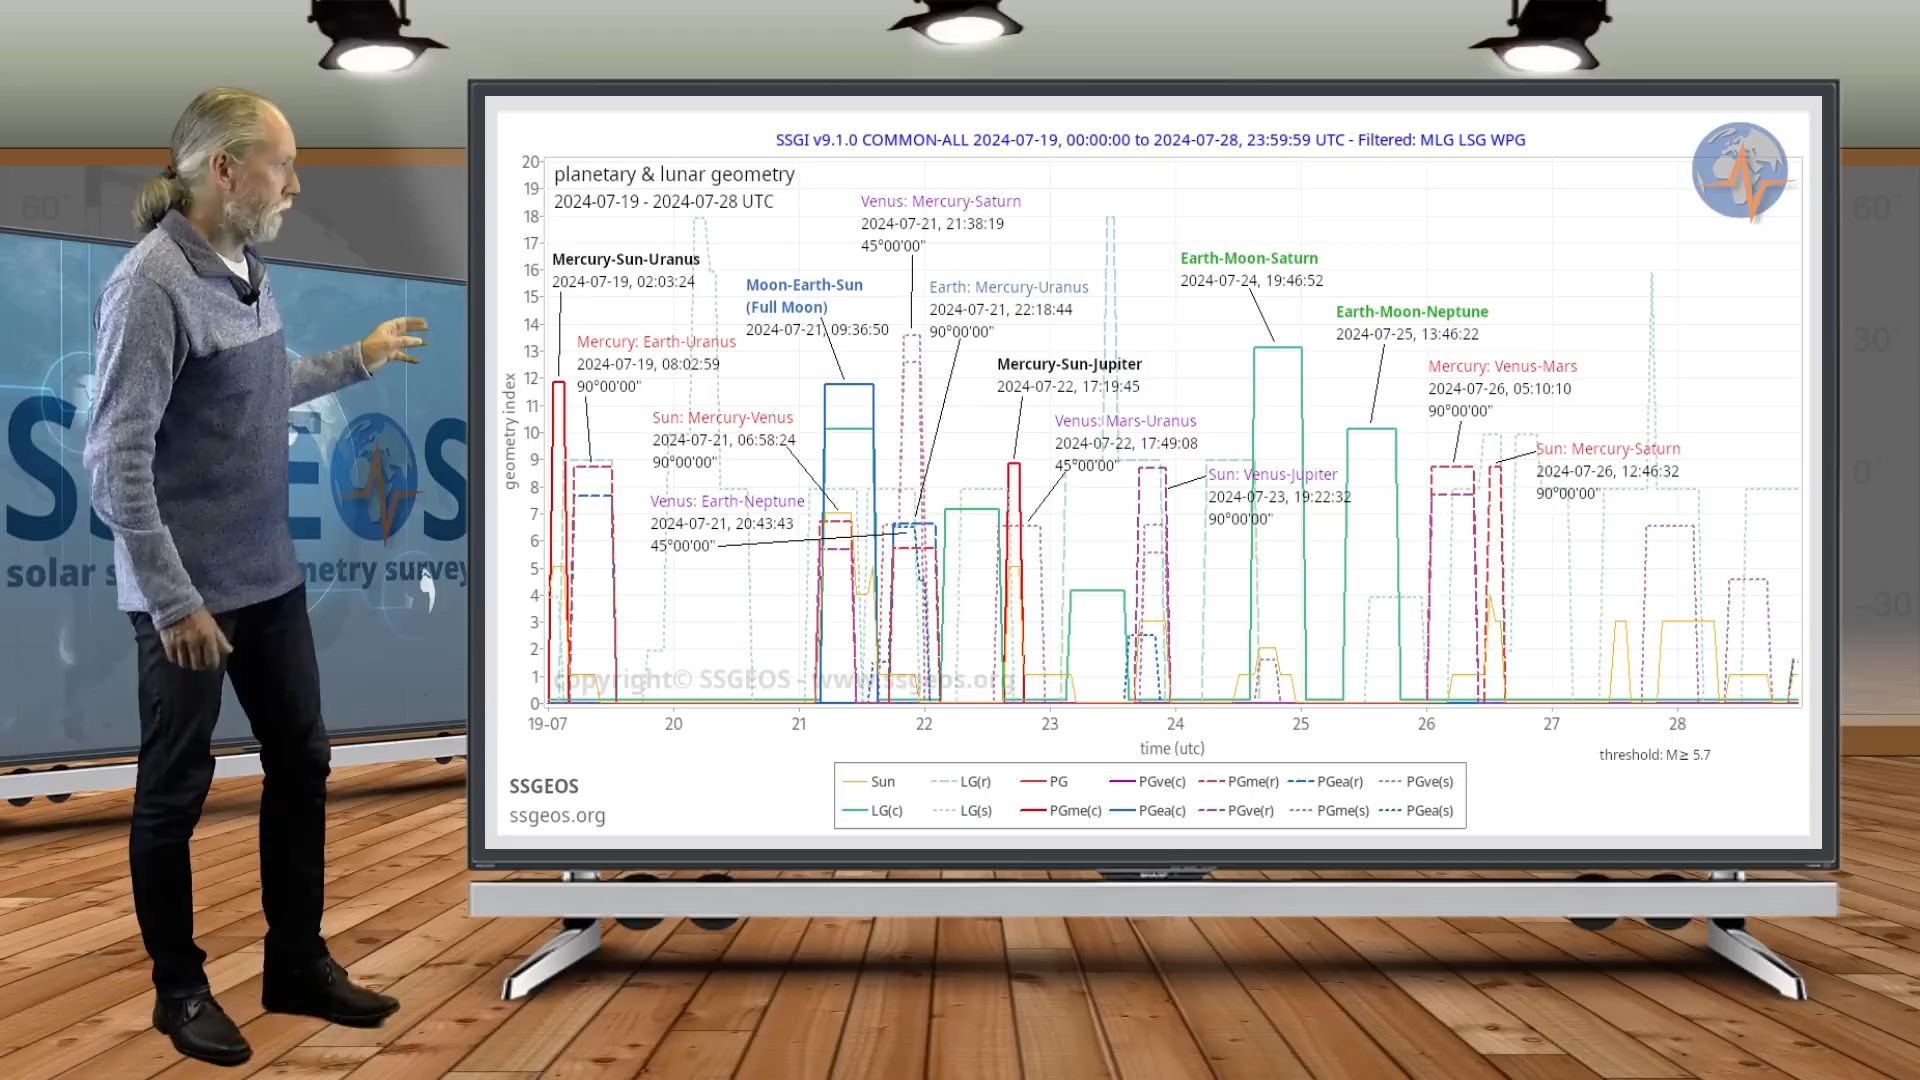 SSGI v9.1.0 COMMON-ALL 2024-07-19, 00:00:00 to 2024-07-28, 23:59:59 UTC - Filtered: MLG LSG WPG
planetary & lunar geometry
2024-07-19 - 2024-07-28 UTC
Venus: Mercury-Saturn
2024-07-21, 21:38:19
45°00'00"
Mercury-Sun-Uranus
2024-07-19, 02:03:24
Moon-Earth-Sun
(Full Moon)
2024-07-21, 09:36:50
Earth: Mercury-Uranus
2024-07-21, 22:18:44
90°00'00"
Earth-Moon-Saturn
2024-07-24, 19:46:52
Earth-Moon-Neptune
2024-07-25, 13:46:22
Mercury: Earth-Uranus
2024-07-19, 08:02:59
90°00'00"
Mercury-Sun-Jupiter
2024-07-22, 17:19:45
Mercury: Venus-Mars
2024-07-26, 05:10:10
90°00'00"
Sun: Mercury-Venus
2024-07-21, 06:58:24
90°00'00"
Venus: Mars-Uranus
2024-07-22, 17:49:08
45°00'00"
Sun: Mercury-Saturn
2024-07-26, 12:46:32
90°00'00"
Sun: Venus-Jupiter
2024-07-23, 19:22:32
90°00'00"
Venus: Earth-Neptune
2024-07-21, 20:43:43
45°00'00"
20
19
18
17
16
15
14
13
12
11
10
9
8
7
6
5
4
3
2
1
0
geometry index
copyright© SSGEOS - www.ssgeos.org
19-07 20 21 22 23 24 25 26 27 28
time (utc)
threshold: M≥ 5.7
SSGEOS
ssgeos.org
Sun LG(r) PG PGve(c) PGme(r) PGea(r) PGve(s)
LG(c) LG(s) PGme(c) PGea(c) PGve(r) PGme(s) PGea(s)
60°
60°
30°
0°
-30°